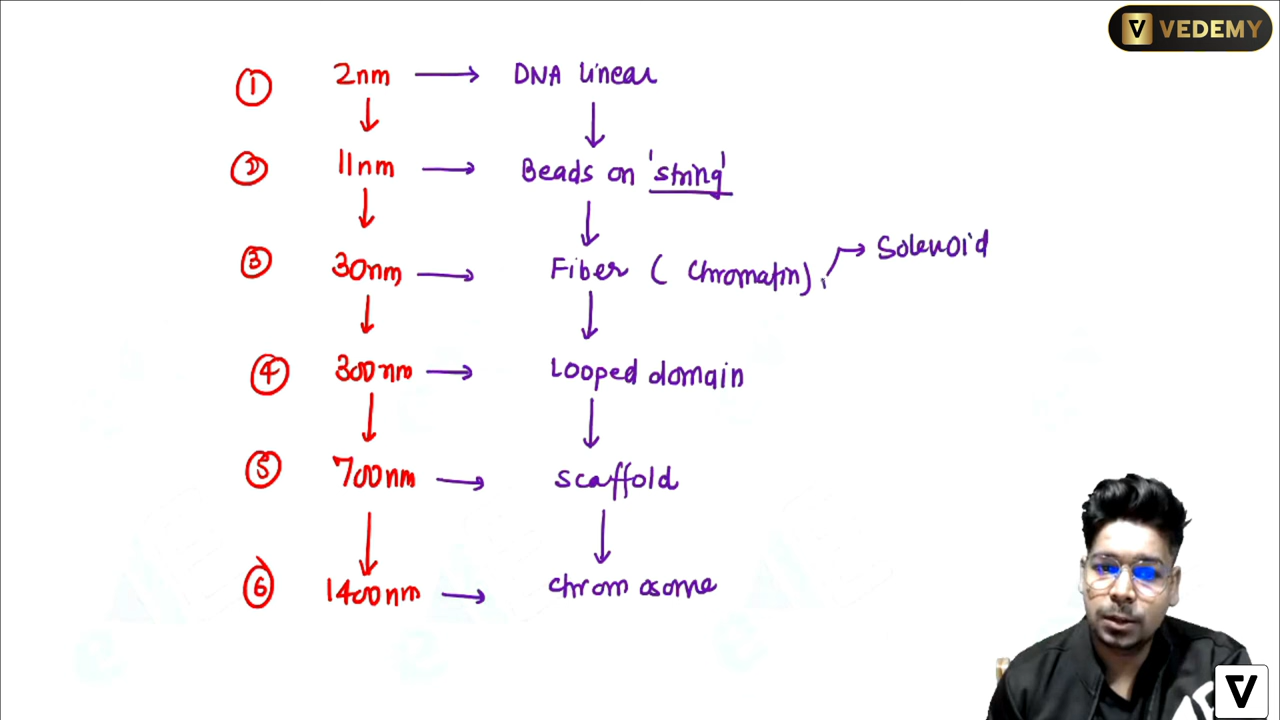 VEDEMY
① 2nm → DNA linear
② 11nm → Beads on 'string'
③ 30nm → Fiber ( chromatin) → Solenoid
④ 300nm → Looped domain
⑤ 700nm → scaffold
⑥ 1400nm → chromosome